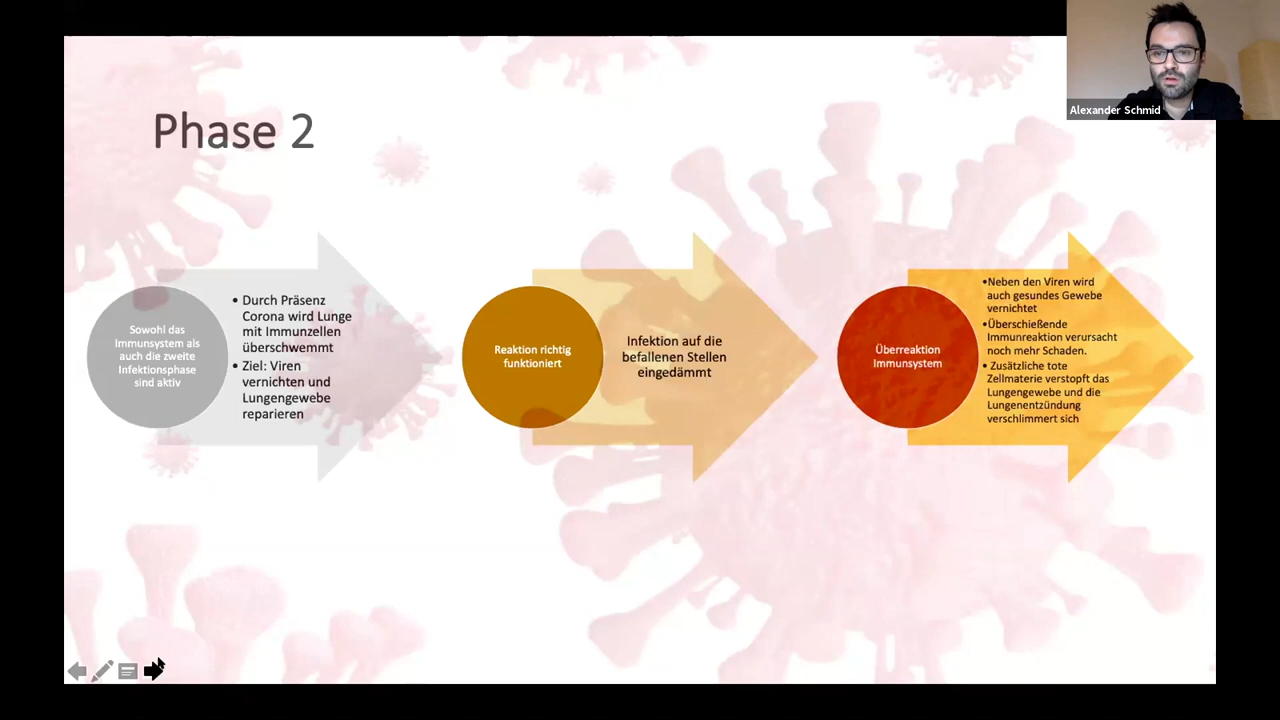 Alexander Schmid
Phase 2
Sowohl das
Immunsystem als
auch die zweite
Infektionsphase
sind aktiv
• Durch Präsenz
Corona wird Lunge
mit Immunzellen
überschwemmt
• Ziel: Viren
vernichten und
Lungengewebe
reparieren
Reaktion richtig
funktioniert
Infektion auf die
befallenen Stellen
eingedämmt
Überreaktion
Immunsystem
•Neben den Viren wird
auch gesundes Gewebe
vernichtet
•Überschießende
Immunreaktion verursacht
noch mehr Schaden.
• Zusätzliche tote
Zellmaterie verstopft das
Lungengewebe und die
Lungenentzündung
verschlimmert sich